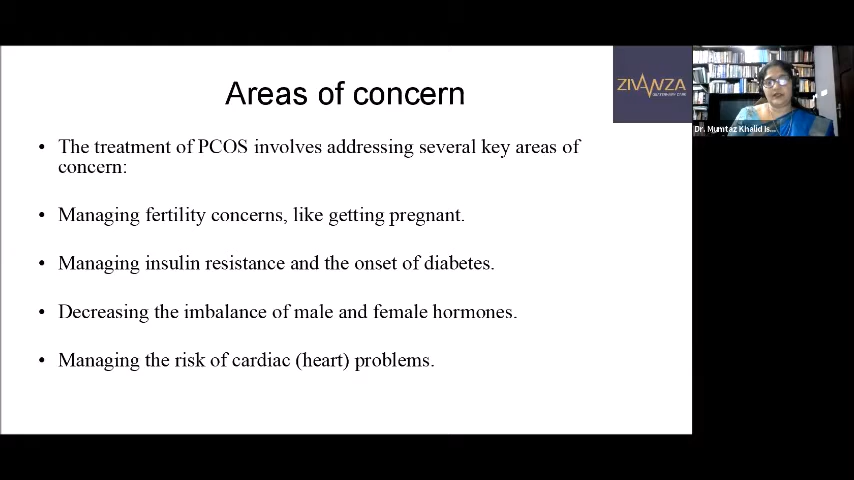 Areas of concern
• The treatment of PCOS involves addressing several key areas of
concern:
• Managing fertility concerns, like getting pregnant.
• Managing insulin resistance and the onset of diabetes.
• Decreasing the imbalance of male and female hormones.
• Managing the risk of cardiac (heart) problems.
ZIVANZA
Dr. Mumtaz Khalid Is...